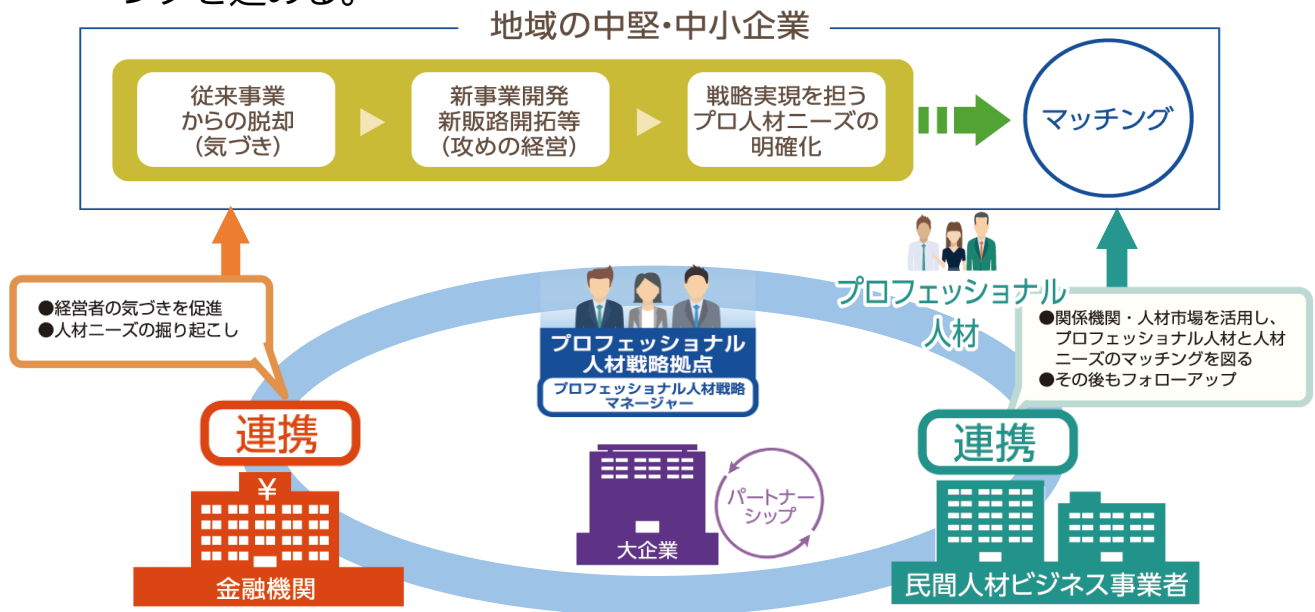 地域の中堅・中小企業
従来事業
からの脱却
(気づき)
新事業開発
新販路開拓等
(攻めの経営)
戦略実現を担う
プロ人材ニーズの
明確化
マッチング
●経営者の気づきを促進
●人材ニーズの掘り起こし
プロフェッショナル
人材戦略拠点
プロフェッショナル人材戦略
マネージャー
プロフェッショナル
人材
●関係機関・人材市場を活用し、
プロフェッショナル人材と人材
ニーズのマッチングを図る
●その後もフォローアップ
連携
¥
金融機関
大企業
パートナー
シップ
連携
民間人材ビジネス事業者